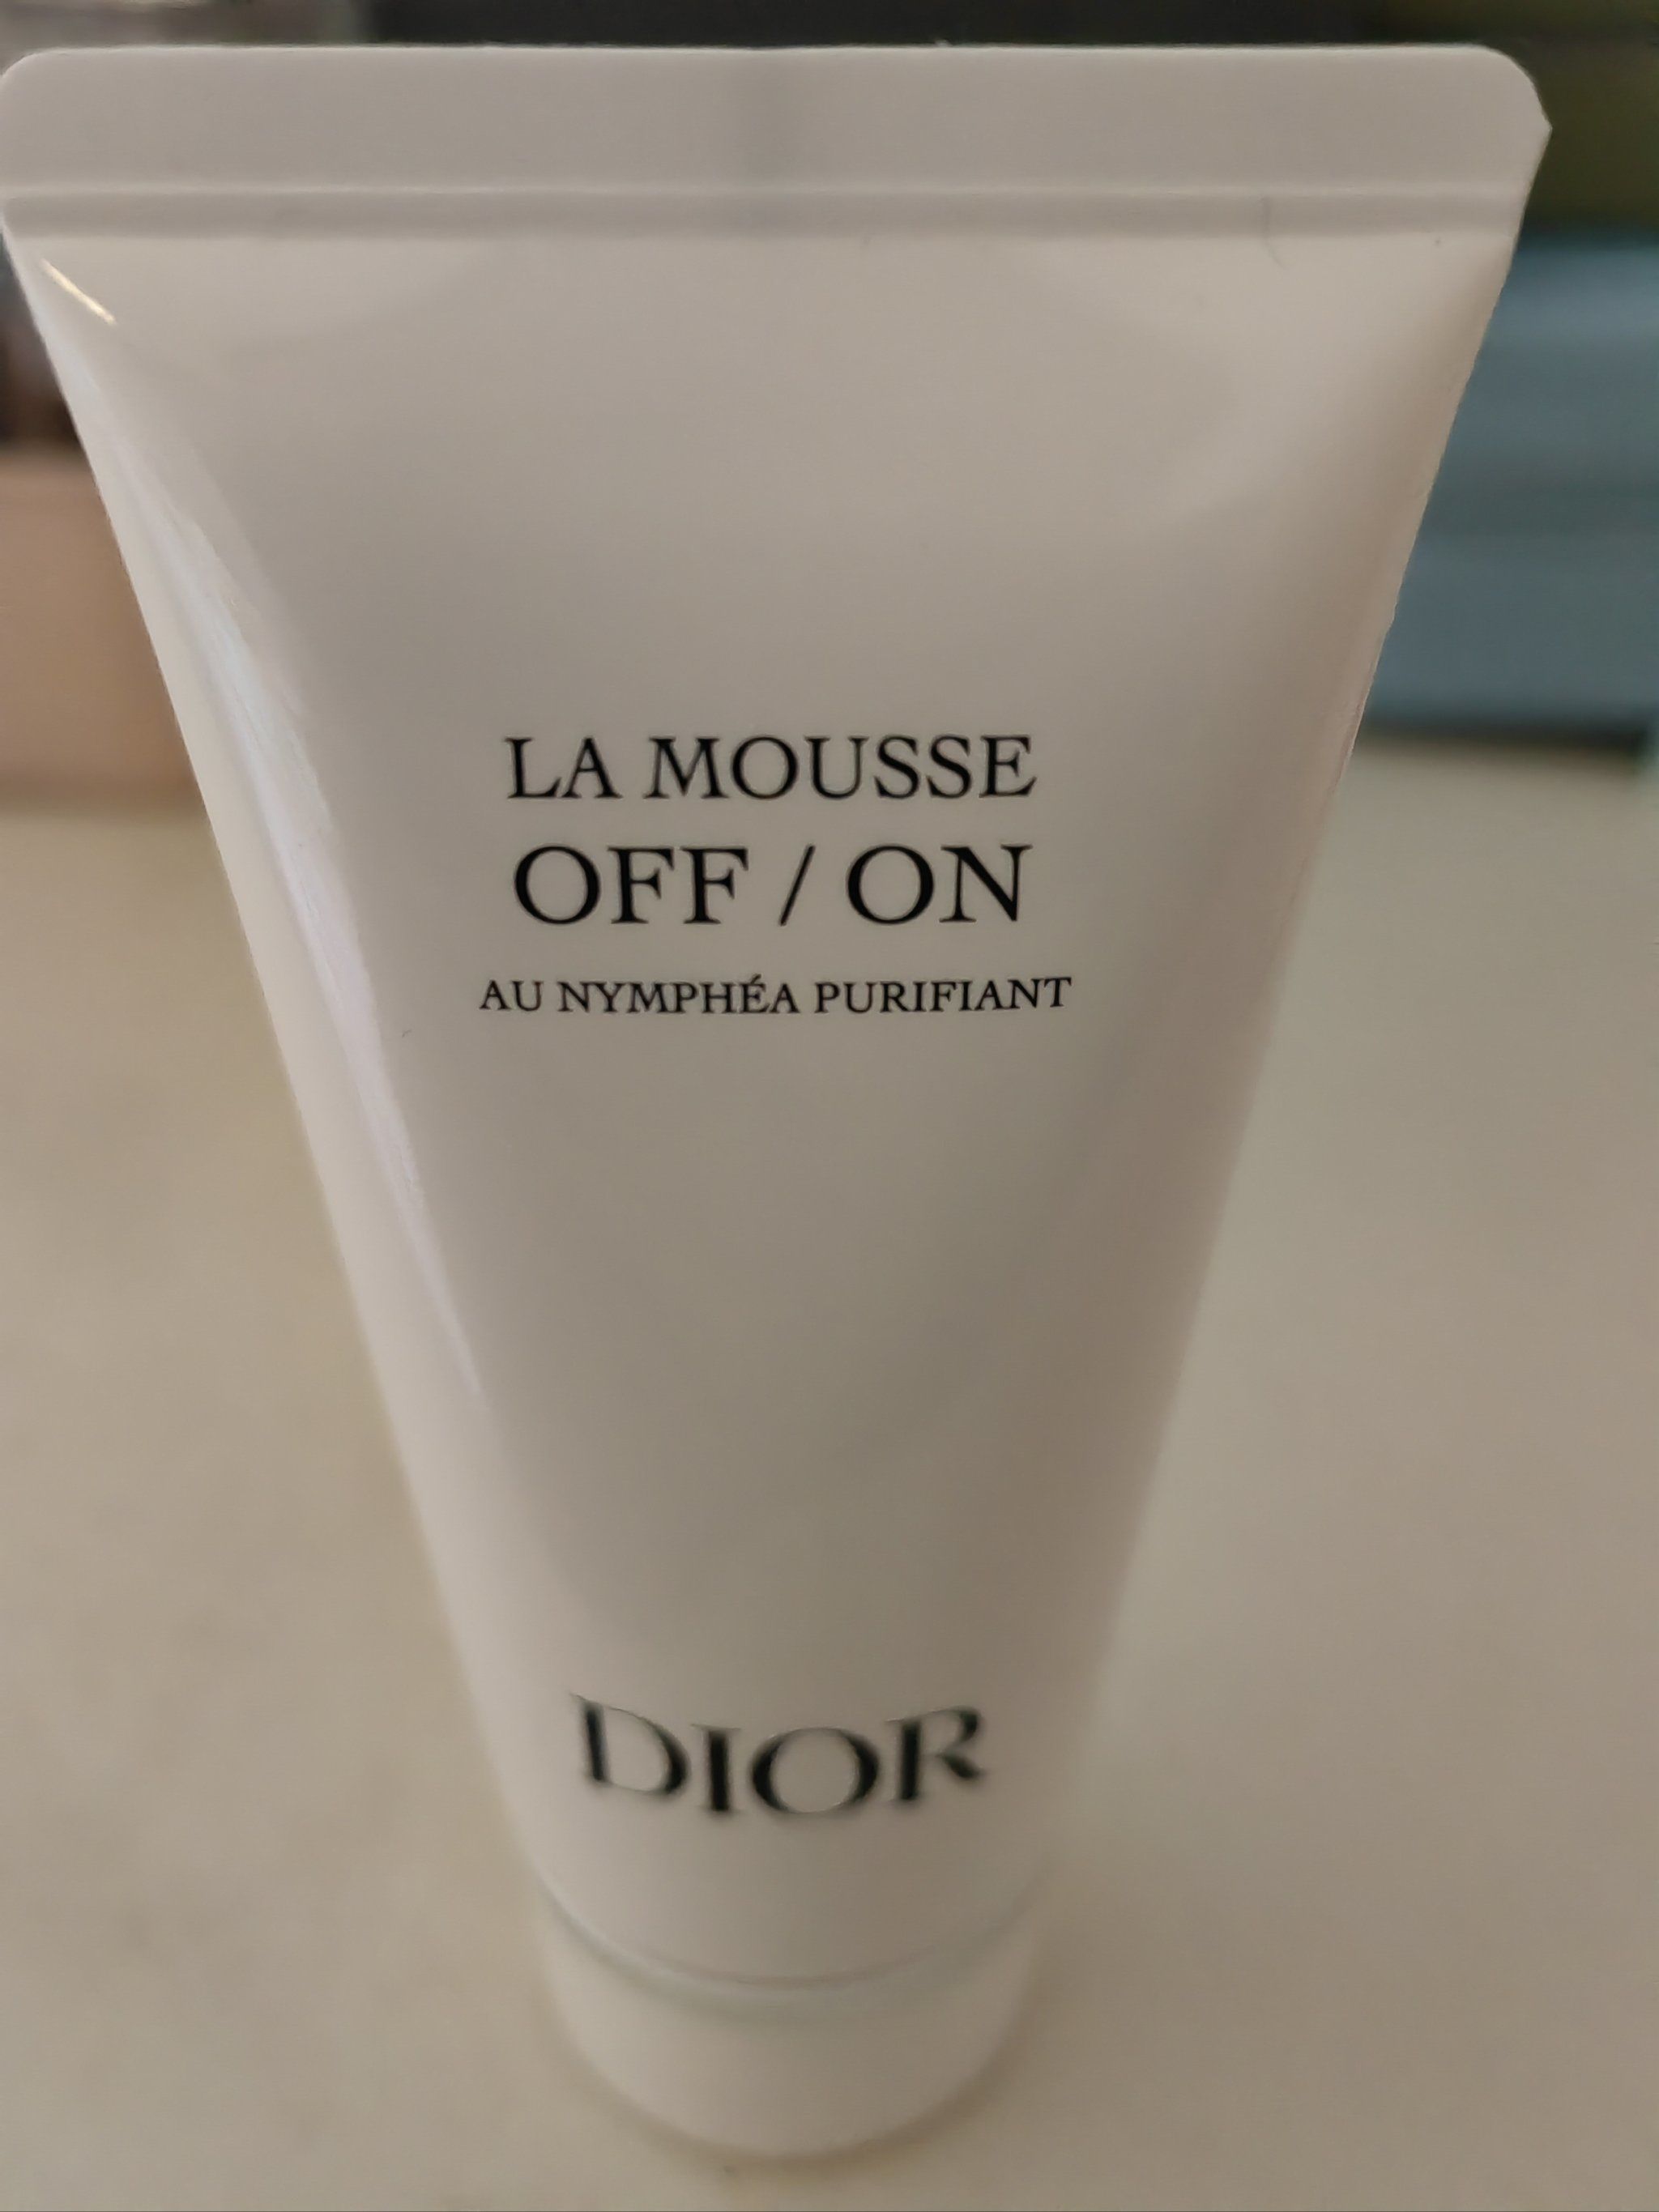 LA MOUSSE
OFF / ON
AU NYMPHÉA PURIFIANT
DIOR